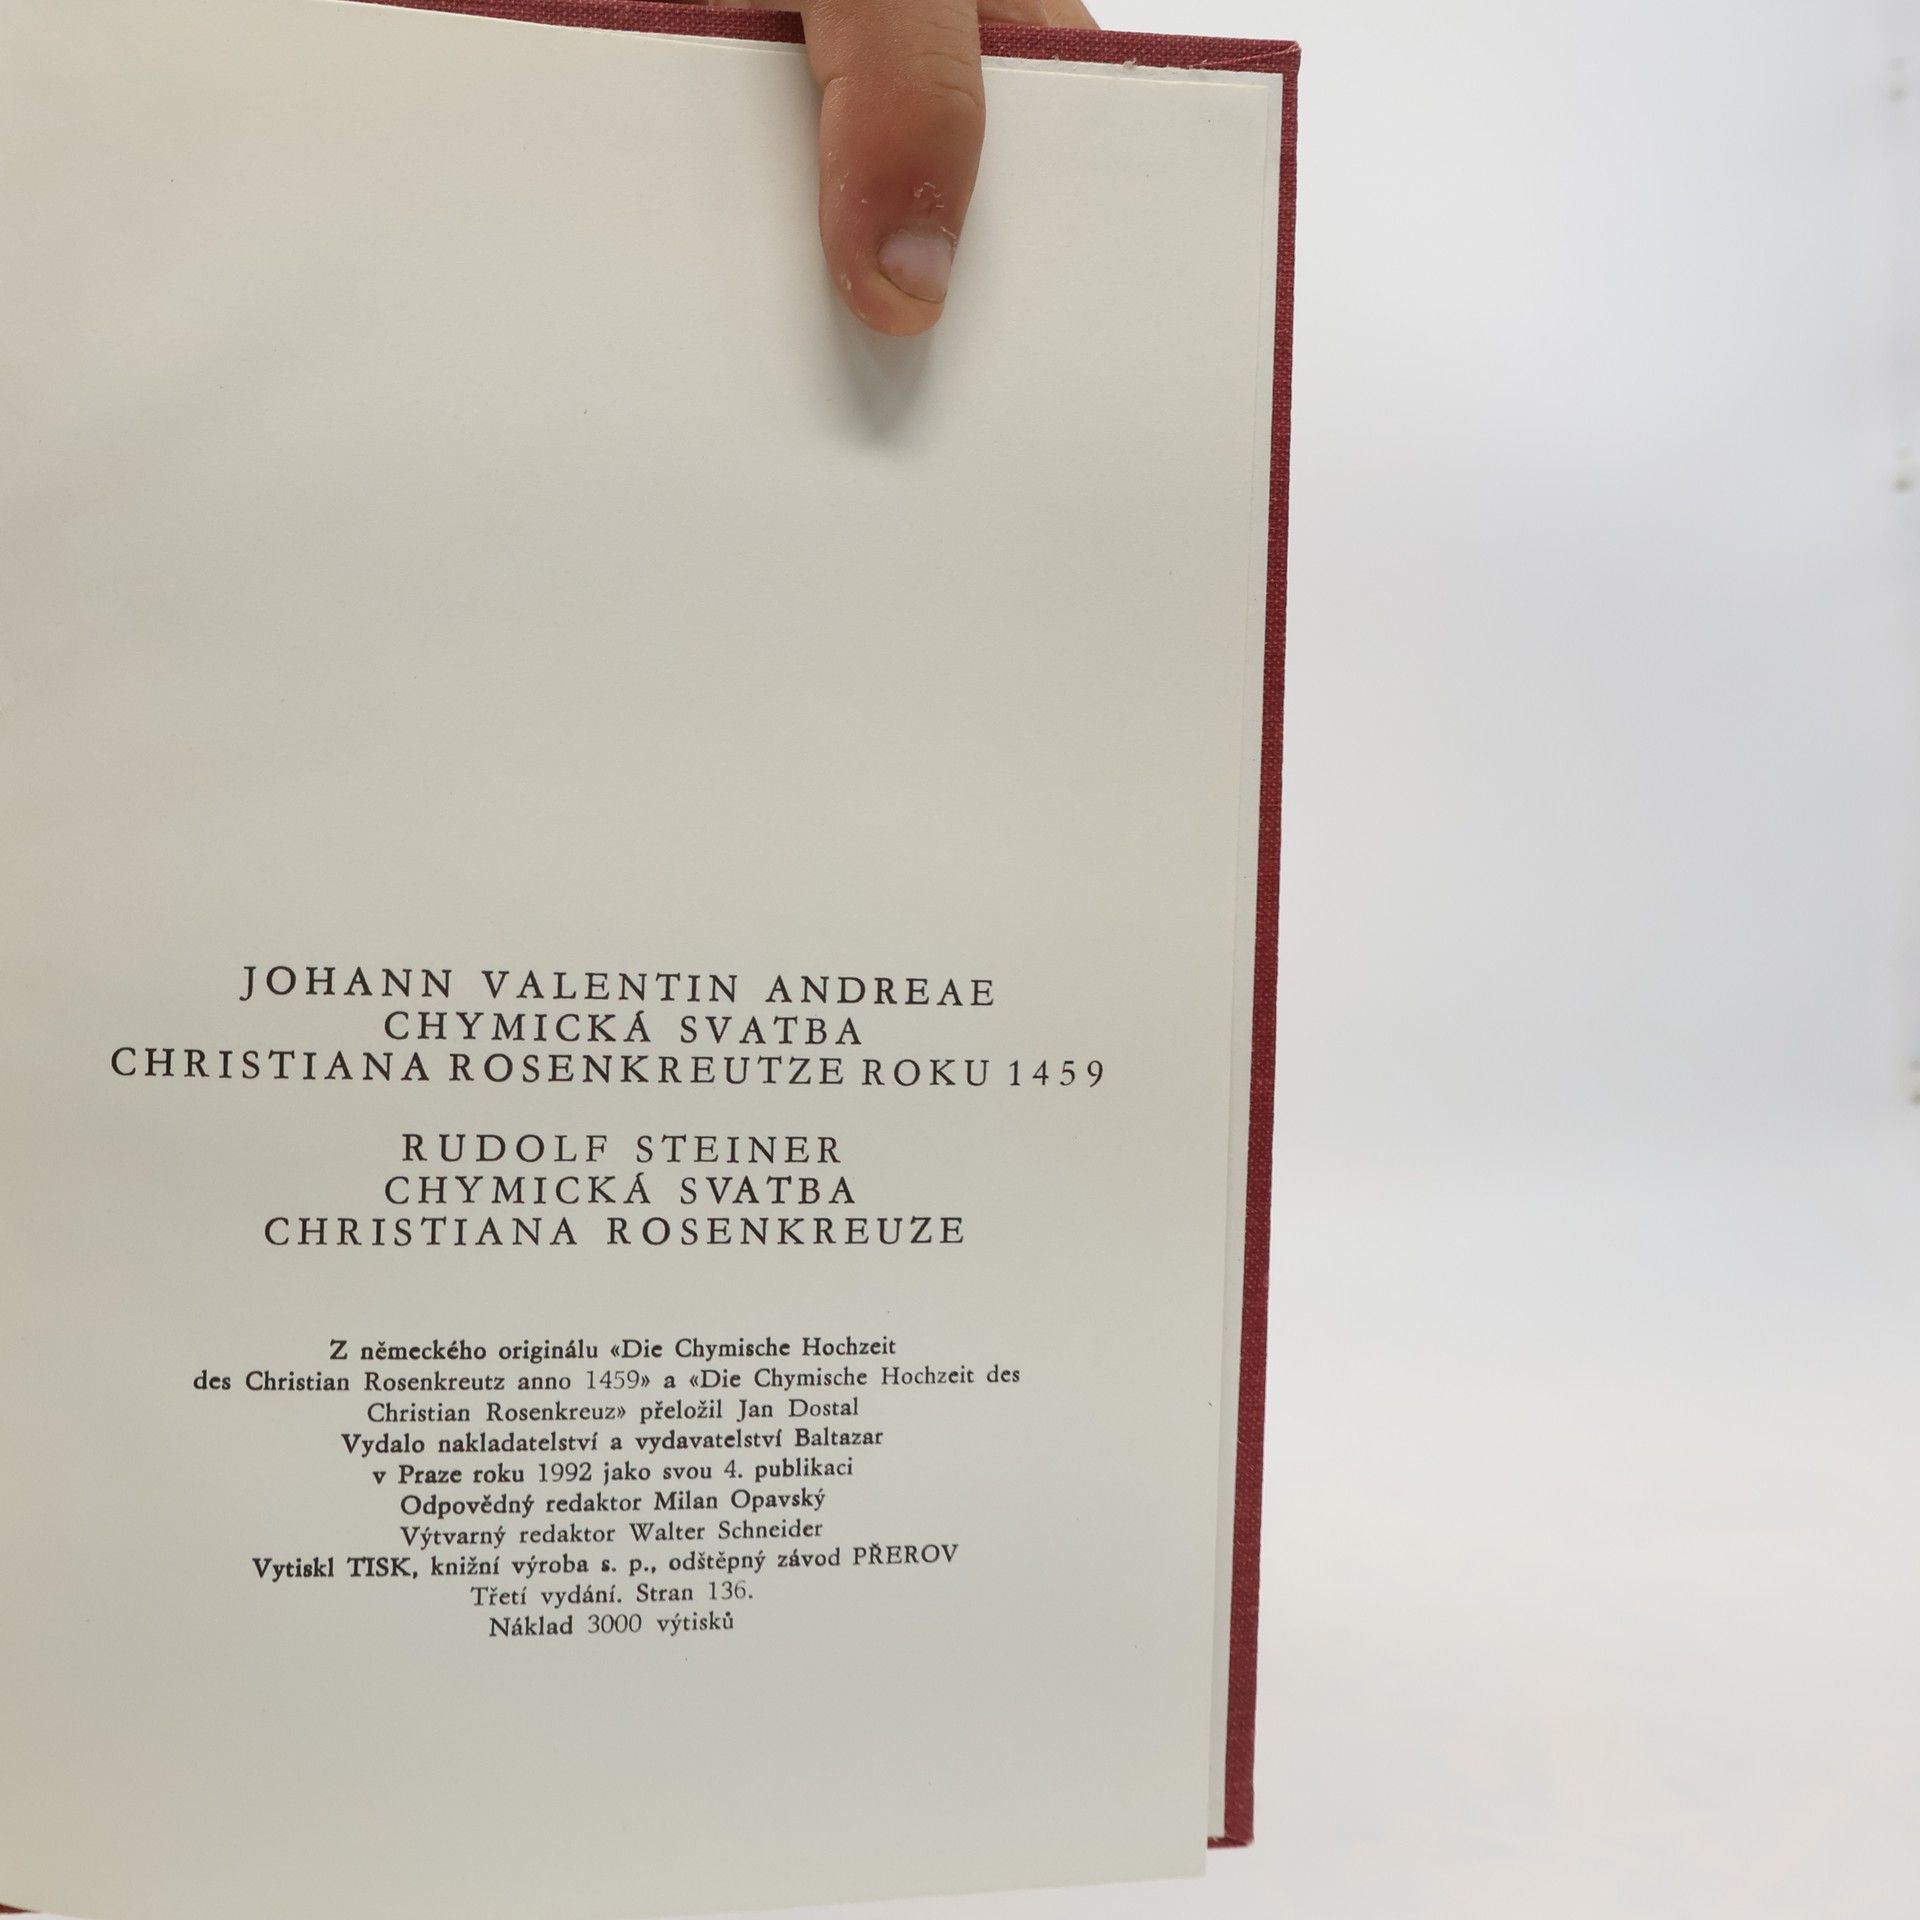 JOHANN VALENTIN ANDREAE
CHYMICKÁ SVATBA
CHRISTIANA ROSENKREUTZE ROKU 1459
RUDOLF STEINER
CHYMICKÁ SVATBA
CHRISTIANA ROSENKREUZE
Z německého originálu «Die Chymische Hochzeit
des Christian Rosenkreutz anno 1459» a «Die Chymische Hochzeit des
Christian Rosenkreuz» přeložil Jan Dostal
Vydalo nakladatelství a vydavatelství Baltazar
v Praze roku 1992 jako svou 4. publikaci
Odpovědný redaktor Milan Opavský
Výtvarný redaktor Walter Schneider
Vytiskl TISK, knižní výroba s. p., odštěpný závod PŘEROV
Třetí vydání. Stran 136.
Náklad 3000 výtisků